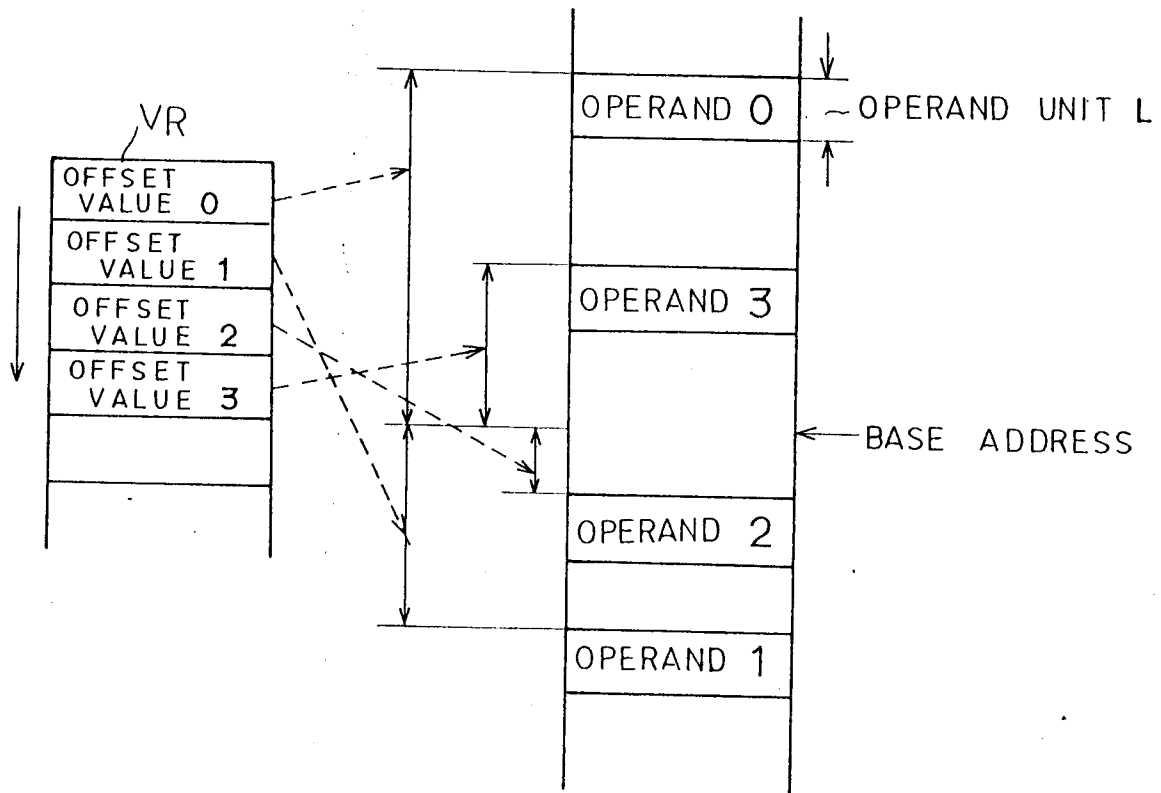 VR
OFFSET
VALUE 0
OFFSET
VALUE 1
OFFSET
VALUE 2
OFFSET
VALUE 3
OPERAND 0
~OPERAND UNIT L
OPERAND 3
BASE ADDRESS
OPERAND 2
OPERAND 1